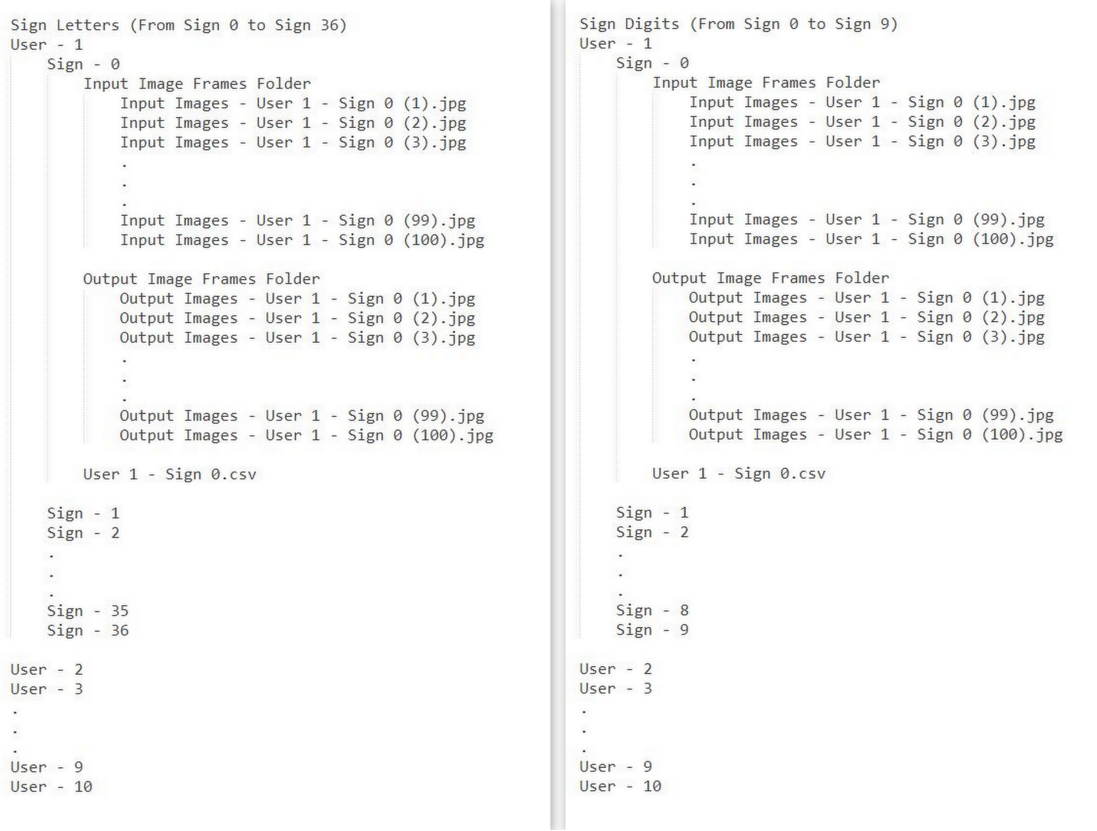 Sign Letters (From Sign 0 to Sign 36)
User - 1
Sign - 0
Input Image Frames Folder
Input Images - User 1 - Sign 0 (1).jpg
Input Images - User 1 - Sign 0 (2).jpg
Input Images - User 1 - Sign 0 (3).jpg
.
.
.
Input Images - User 1 - Sign 0 (99).jpg
Input Images - User 1 - Sign 0 (100).jpg
Output Image Frames Folder
Output Images - User 1 - Sign 0 (1).jpg
Output Images - User 1 - Sign 0 (2).jpg
Output Images - User 1 - Sign 0 (3).jpg
.
.
.
Output Images - User 1 - Sign 0 (99).jpg
Output Images - User 1 - Sign 0 (100).jpg
User 1 - Sign 0.csv
Sign - 1
Sign - 2
.
.
.
Sign - 35
Sign - 36
User - 2
User - 3
.
.
.
User - 9
User - 10
Sign Digits (From Sign 0 to Sign 9)
User - 1
Sign - 0
Input Image Frames Folder
Input Images - User 1 - Sign 0 (1).jpg
Input Images - User 1 - Sign 0 (2).jpg
Input Images - User 1 - Sign 0 (3).jpg
.
.
.
Input Images - User 1 - Sign 0 (99).jpg
Input Images - User 1 - Sign 0 (100).jpg
Output Image Frames Folder
Output Images - User 1 - Sign 0 (1).jpg
Output Images - User 1 - Sign 0 (2).jpg
Output Images - User 1 - Sign 0 (3).jpg
.
.
.
Output Images - User 1 - Sign 0 (99).jpg
Output Images - User 1 - Sign 0 (100).jpg
User 1 - Sign 0.csv
Sign - 1
Sign - 2
.
.
.
Sign - 8
Sign - 9
User - 2
User - 3
.
.
.
User - 9
User - 10